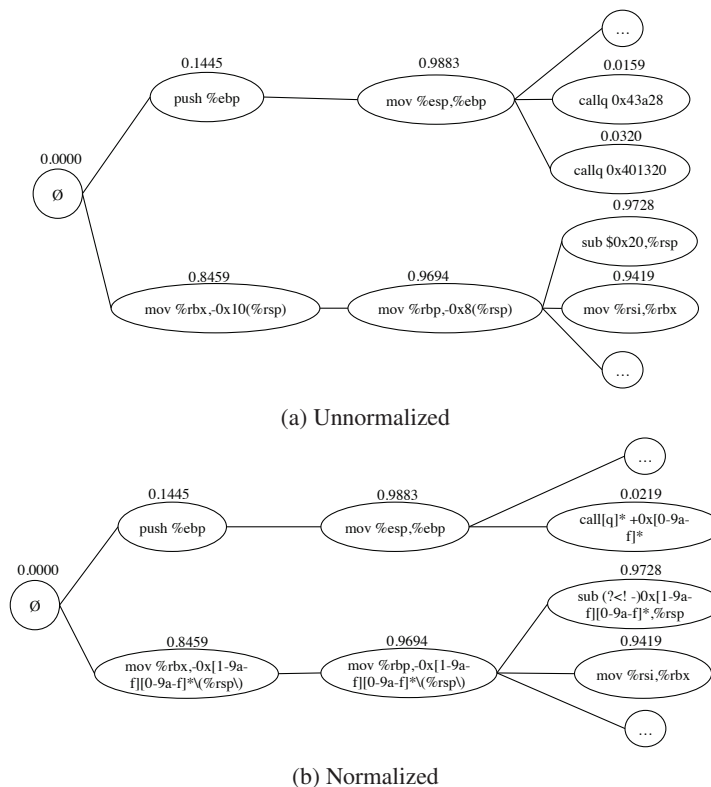 ...
0.1445
0.9883
0.0159
push %ebp
mov %esp,%ebp
callq 0x43a28
0.0320
0.0000
callq 0x401320
Ø
0.9728
sub $0x20,%rsp
0.8459
0.9694
0.9419
mov %rbx,-0x10(%rsp)
mov %rbp,-0x8(%rsp)
mov %rsi,%rbx
...
(a) Unnormalized
...
0.1445
0.9883
0.0219
push %ebp
mov %esp,%ebp
call[q]* +0x[0-9a-
f]*
0.0000
0.9728
Ø
sub (?<! -)0x[1-9a-
f][0-9a-f]*,%rsp
0.8459
0.9694
0.9419
mov %rbx,-0x[1-9a-
f][0-9a-f]*\(%rsp\)
mov %rbp,-0x[1-9a-
f][0-9a-f]*\(%rsp\)
mov %rsi,%rbx
...
(b) Normalized